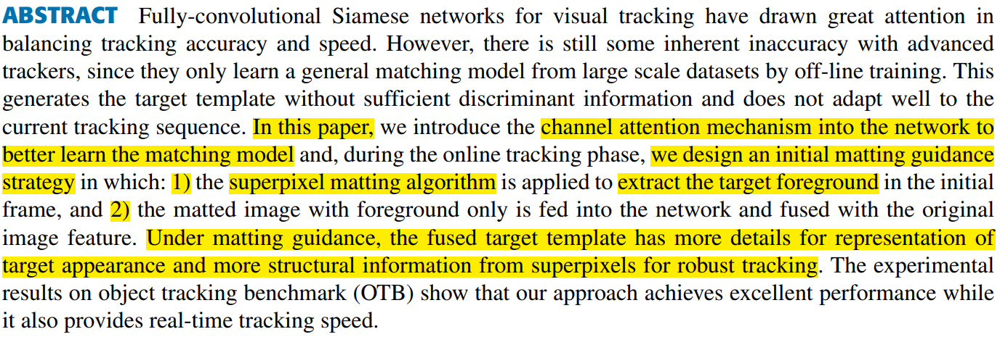 ABSTRACT Fully-convolutional Siamese networks for visual tracking have drawn great attention in
balancing tracking accuracy and speed. However, there is still some inherent inaccuracy with advanced
trackers, since they only learn a general matching model from large scale datasets by off-line training. This
generates the target template without sufficient discriminant information and does not adapt well to the
current tracking sequence. In this paper, we introduce the channel attention mechanism into the network to
better learn the matching model and, during the online tracking phase, we design an initial matting guidance
strategy in which: 1) the superpixel matting algorithm is applied to extract the target foreground in the initial
frame, and 2) the matted image with foreground only is fed into the network and fused with the original
image feature. Under matting guidance, the fused target template has more details for representation of
target appearance and more structural information from superpixels for robust tracking. The experimental
results on object tracking benchmark (OTB) show that our approach achieves excellent performance while
it also provides real-time tracking speed.